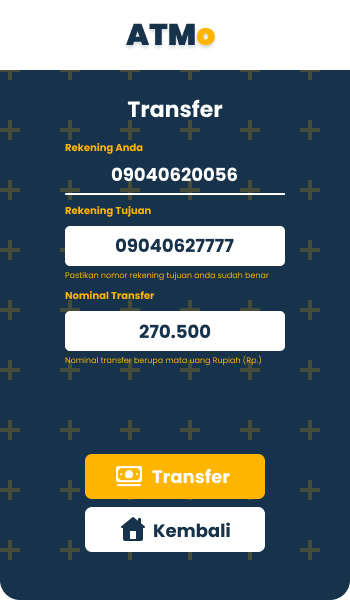 ATMo
Transfer
Rekening Anda
09040620056
Rekening Tujuan
09040627777
Pastikan nomor rekening tujuan anda sudah benar
Nominal Transfer
270.500
Nominal transfer berupa mata uang Rupiah (Rp.)
Transfer
Kembali